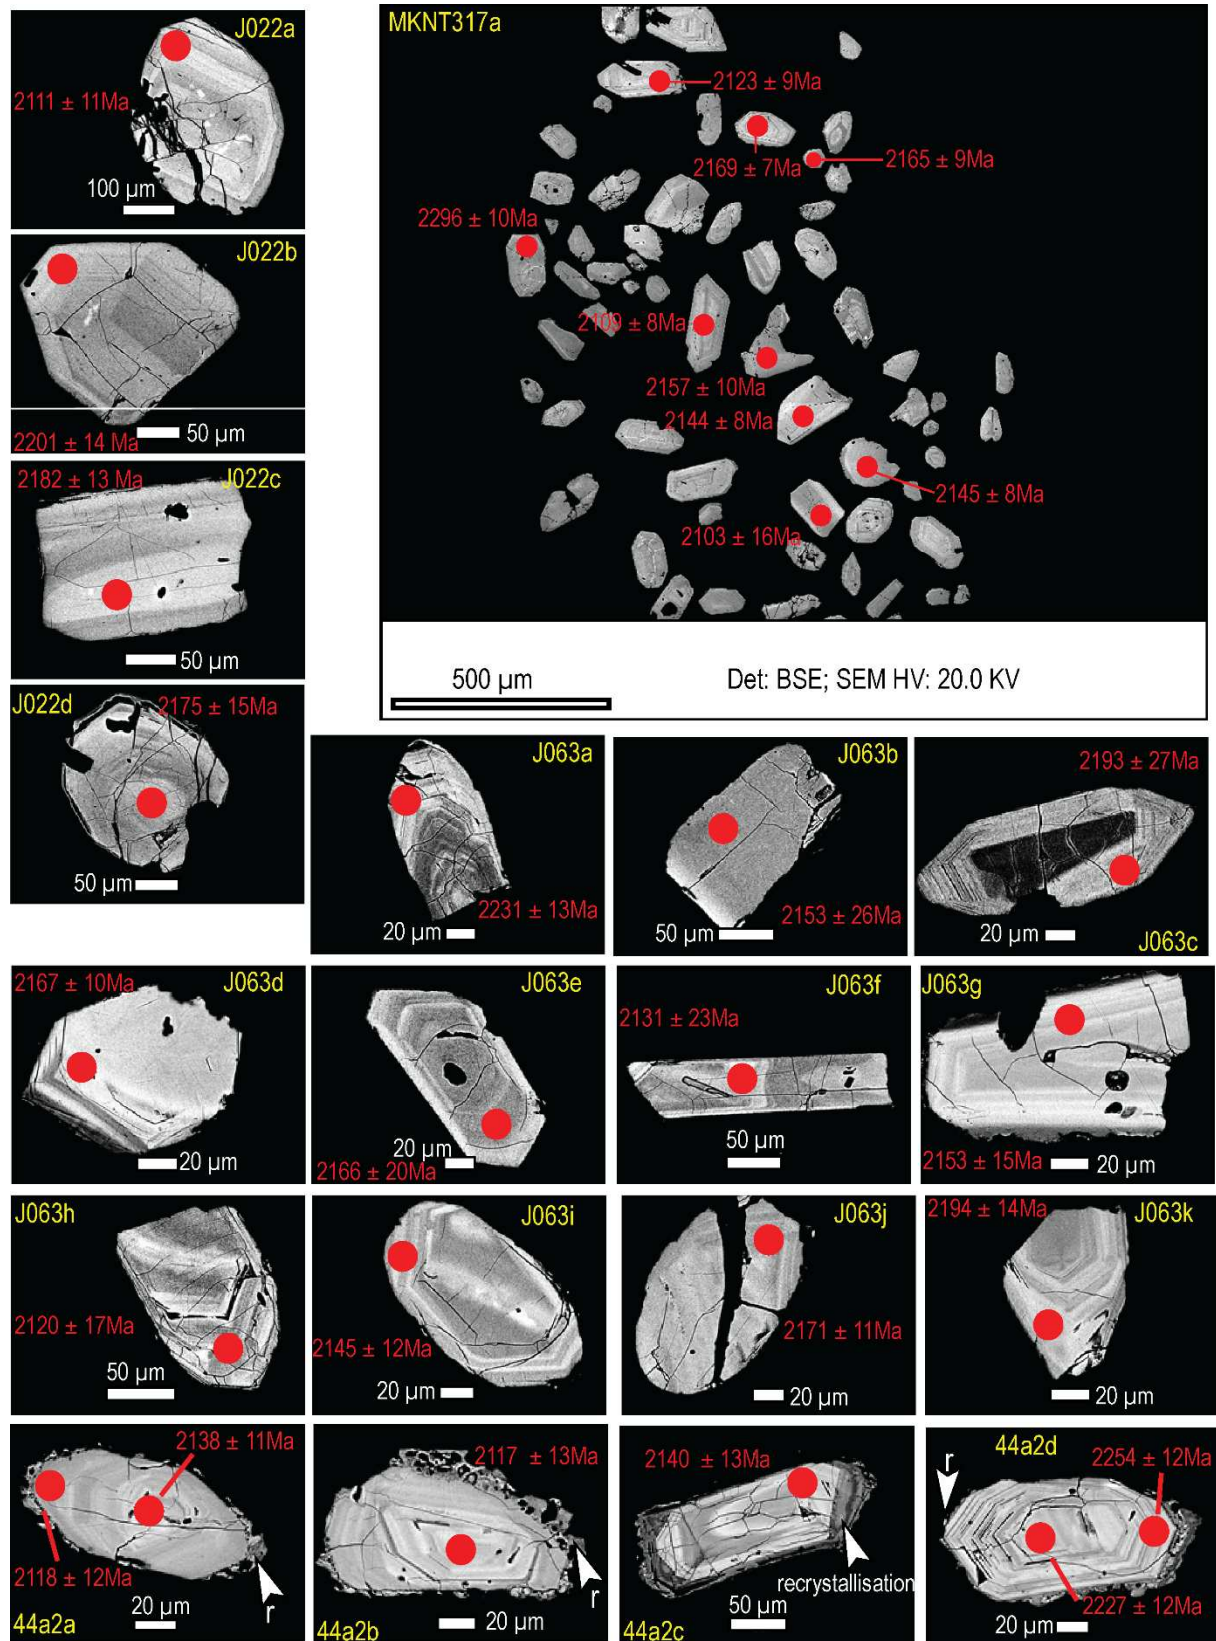 J022a
2111 ± 11Ma
100 µm
J022b
2201 ± 14 Ma
50 µm
2182 ± 13 Ma
J022c
50 µm
J022d
2175 ± 15Ma
50 µm
MKNT317a
2123 ± 9Ma
2169 ± 7Ma
2165 ± 9Ma
2296 ± 10Ma
2109 ± 8Ma
2157 ± 10Ma
2144 ± 8Ma
2145 ± 8Ma
2103 ± 16Ma
500 µm
Det: BSE; SEM HV: 20.0 KV
J063a
2231 ± 13Ma
20 µm
J063b
2153 ± 26Ma
50 µm
2193 ± 27Ma
20 µm
J063c
2167 ± 10Ma
J063d
20 µm
J063e
20 µm
2166 ± 20Ma
J063f
2131 ± 23Ma
50 µm
J063g
2153 ± 15Ma
20 µm
J063h
2120 ± 17Ma
50 µm
J063i
2145 ± 12Ma
20 µm
J063j
2171 ± 11Ma
20 µm
2194 ± 14Ma
J063k
20 µm
2138 ± 11Ma
2118 ± 12Ma
20 µm
r
44a2a
2117 ± 13Ma
r
44a2b
20 µm
2140 ± 13Ma
recrystallisation
50 µm
44a2c
44a2d
r
2254 ± 12Ma
2227 ± 12Ma
20 µm